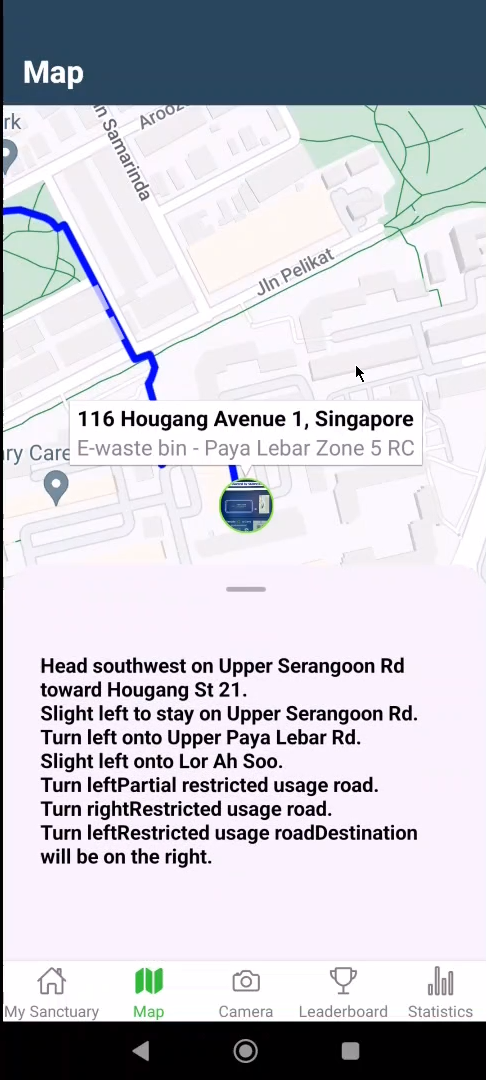 Map
rk
n Samarinda
Arooz
Jln Pelikat
116 Hougang Avenue 1, Singapore
E-waste bin - Paya Lebar Zone 5 RC
ry Care
Head southwest on Upper Serangoon Rd
toward Hougang St 21.
Slight left to stay on Upper Serangoon Rd.
Turn left onto Upper Paya Lebar Rd.
Slight left onto Lor Ah Soo.
Turn leftPartial restricted usage road.
Turn rightRestricted usage road.
Turn leftRestricted usage roadDestination
will be on the right.
My Sanctuary
Map
Camera
Leaderboard
Statistics